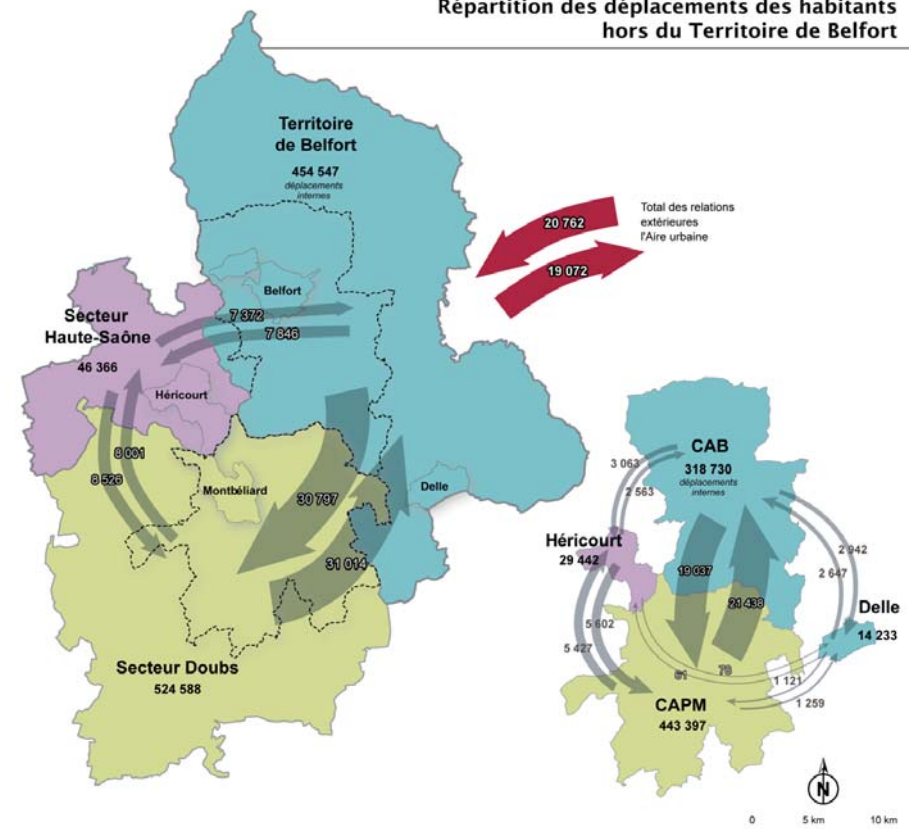 Répartition des déplacements des habitants
hors du Territoire de Belfort
Territoire
de Belfort
454 547
déplacements
internes
20 762
19 072
Total des relations
extérieures
l'Aire urbaine
Belfort
7 372
7 846
Secteur
Haute-Saône
46 366
Héricourt
8 001
8 526
Montbéliard
30 797
Delle
31 014
Secteur Doubs
524 588
CAB
318 730
déplacements
internes
3 063
2 563
Héricourt
29 442
19 037
21 438
2 942
2 647
Delle
14 233
5 602
5 427
61
78
1 121
1 259
CAPM
443 397
N
0 5 km 10 km